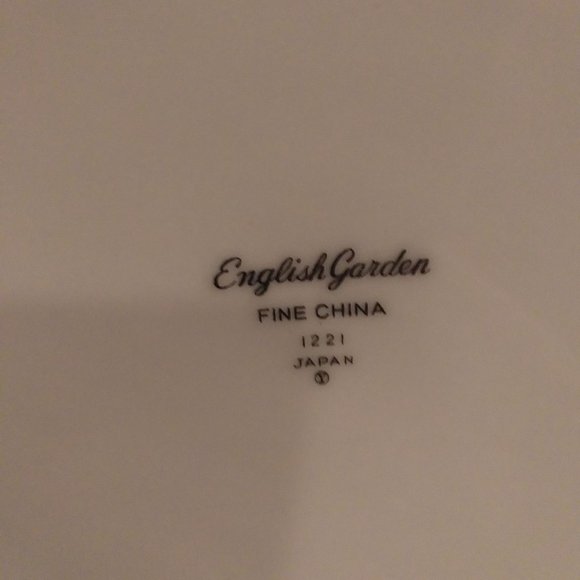 English Garden
FINE CHINA
1221
JAPAN
Ⓨ